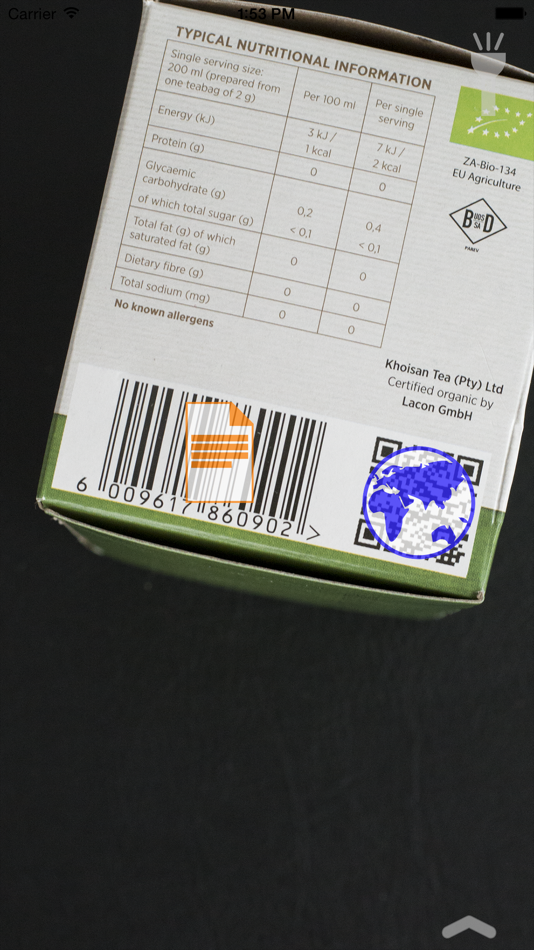 Carrier 1:53 PM
TYPICAL NUTRITIONAL INFORMATION
Single serving size:
200 ml (prepared from
one teabag of 2 g)
Per 100 ml
Per single
serving
Energy (kJ)
3 kJ /
1 kcal
7 kJ /
2 kcal
Protein (g)
0
0
Glycaemic
carbohydrate (g)
0,2
0,4
of which total sugar (g)
< 0,1
< 0,1
Total fat (g) of which
saturated fat (g)
0
0
Dietary fibre (g)
0
0
Total sodium (mg)
0
0
No known allergens
ZA-Bio-134
EU Agriculture
BUDS SA D
PAREV
Khoisan Tea (Pty) Ltd
Certified organic by
Lacon GmbH
6 009617 860902 >